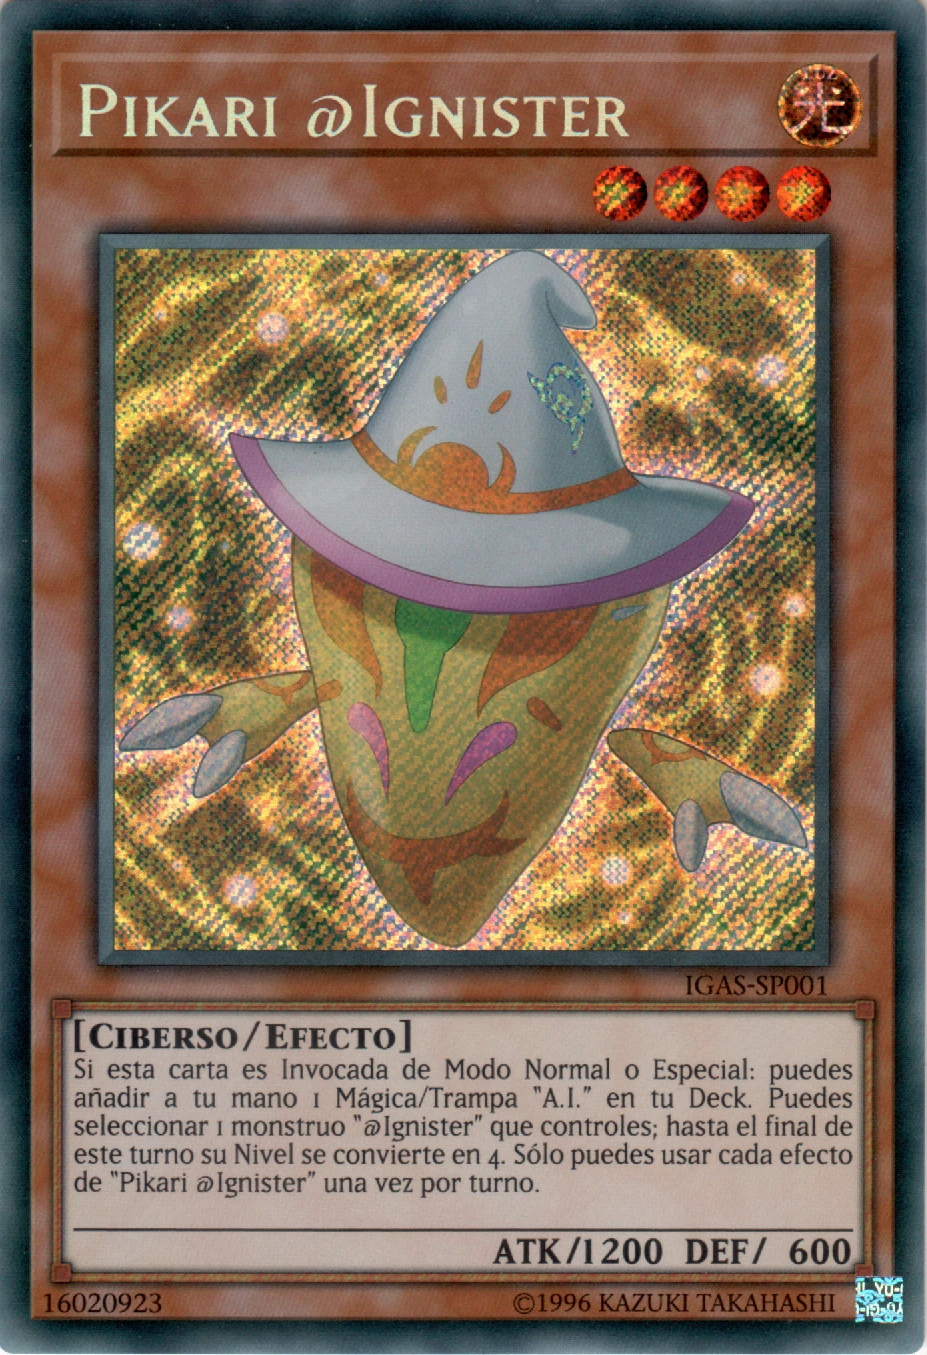 PIKARI @IGNISTER
光
IGAS-SP001
[CIBERSO/EFECTO]
Si esta carta es Invocada de Modo Normal o Especial: puedes
añadir a tu mano 1 Mágica/Trampa "A.I." en tu Deck. Puedes
seleccionar 1 monstruo "@Ignister" que controles; hasta el final de
este turno su Nivel se convierte en 4. Sólo puedes usar cada efecto
de "Pikari @Ignister" una vez por turno.
ATK/1200 DEF/ 600
16020923
©1996 KAZUKI TAKAHASHI